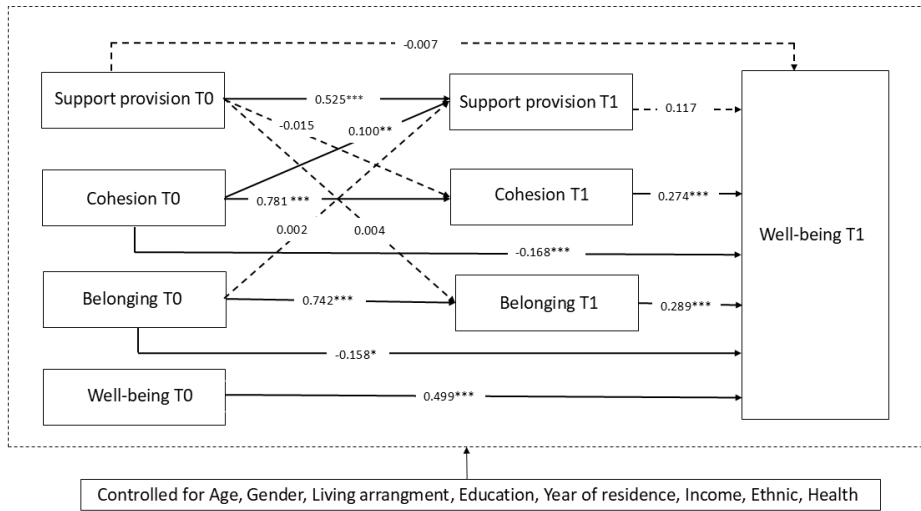 -0.007
Support provision T0
0.525***
Support provision T1
0.117
-0.015
0.100**
Cohesion T0
0.781 ***
Cohesion T1
0.274***
Well-being T1
0.002
0.004
-0.168***
Belonging T0
0.742***
Belonging T1
0.289***
-0.158*
Well-being T0
0.499***
Controlled for Age, Gender, Living arrangment, Education, Year of residence, Income, Ethnic, Health